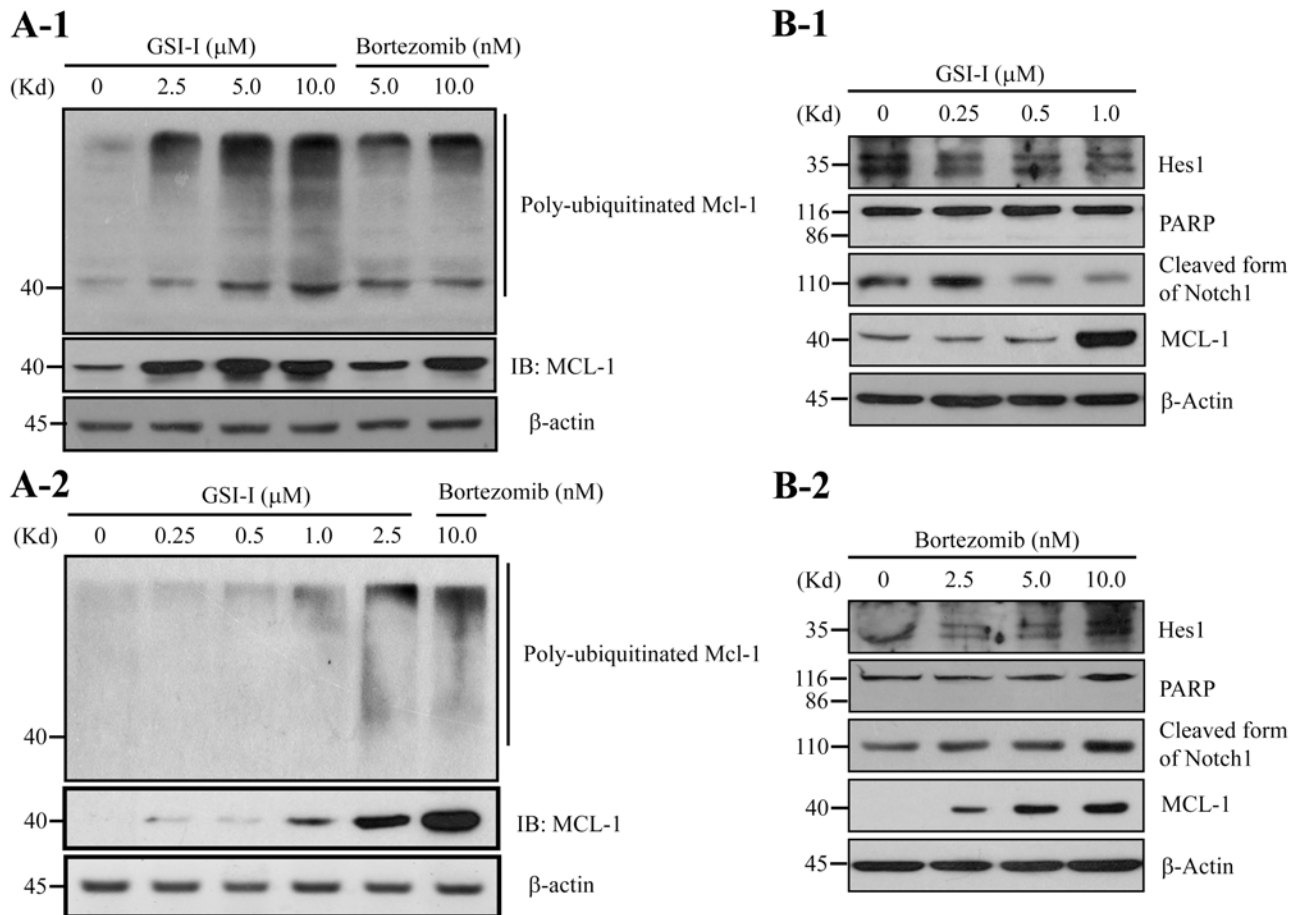 A-1
GSI-I (μM) Bortezomib (nM)
(Kd) 0 2.5 5.0 10.0 5.0 10.0
Poly-ubiquitinated Mcl-1
40
40 IB: MCL-1
45 β-actin
A-2
GSI-I (μM) Bortezomib (nM)
(Kd) 0 0.25 0.5 1.0 2.5 10.0
Poly-ubiquitinated Mcl-1
40
40 IB: MCL-1
45 β-actin
B-1
GSI-I (μM)
(Kd) 0 0.25 0.5 1.0
35 Hes1
116 PARP
86
110 Cleaved form
of Notch1
40 MCL-1
45 β-Actin
B-2
Bortezomib (nM)
(Kd) 0 2.5 5.0 10.0
35 Hes1
116 PARP
86
110 Cleaved form
of Notch1
40 MCL-1
45 β-Actin